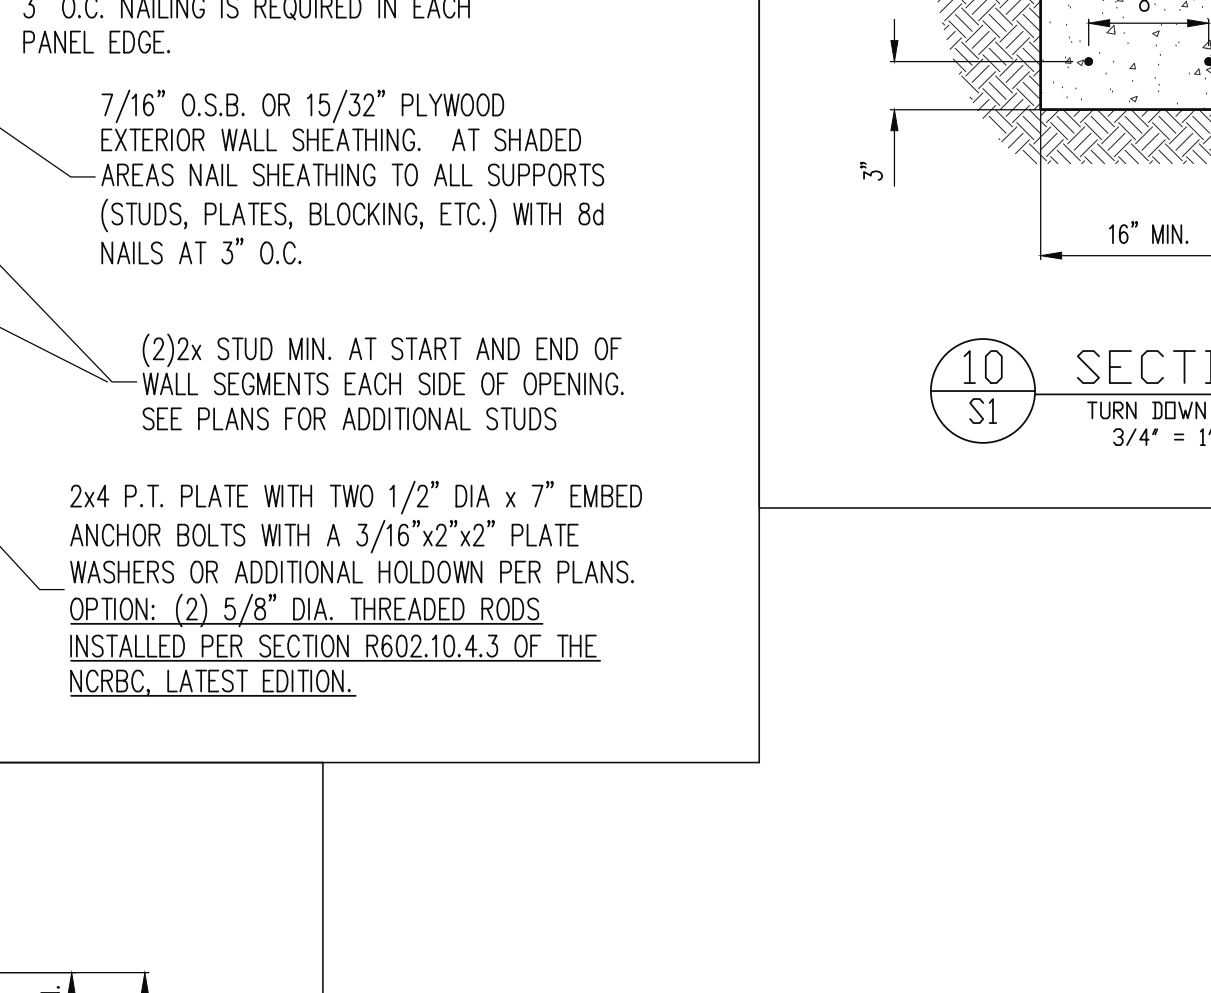 3" O.C. NAILING IS REQUIRED IN EACH
PANEL EDGE.
7/16" O.S.B. OR 15/32" PLYWOOD
EXTERIOR WALL SHEATHING. AT SHADED
AREAS NAIL SHEATHING TO ALL SUPPORTS
(STUDS, PLATES, BLOCKING, ETC.) WITH 8d
NAILS AT 3" O.C.
(2)2x STUD MIN. AT START AND END OF
WALL SEGMENTS EACH SIDE OF OPENING.
SEE PLANS FOR ADDITIONAL STUDS
2x4 P.T. PLATE WITH TWO 1/2" DIA x 7" EMBED
ANCHOR BOLTS WITH A 3/16"x2"x2" PLATE
WASHERS OR ADDITIONAL HOLDOWN PER PLANS.
OPTION: (2) 5/8" DIA. THREADED RODS
INSTALLED PER SECTION R602.10.4.3 OF THE
NCRBC, LATEST EDITION.
3"
16" MIN.
10
S1
SECTI
TURN DOWN
3/4" = 1'